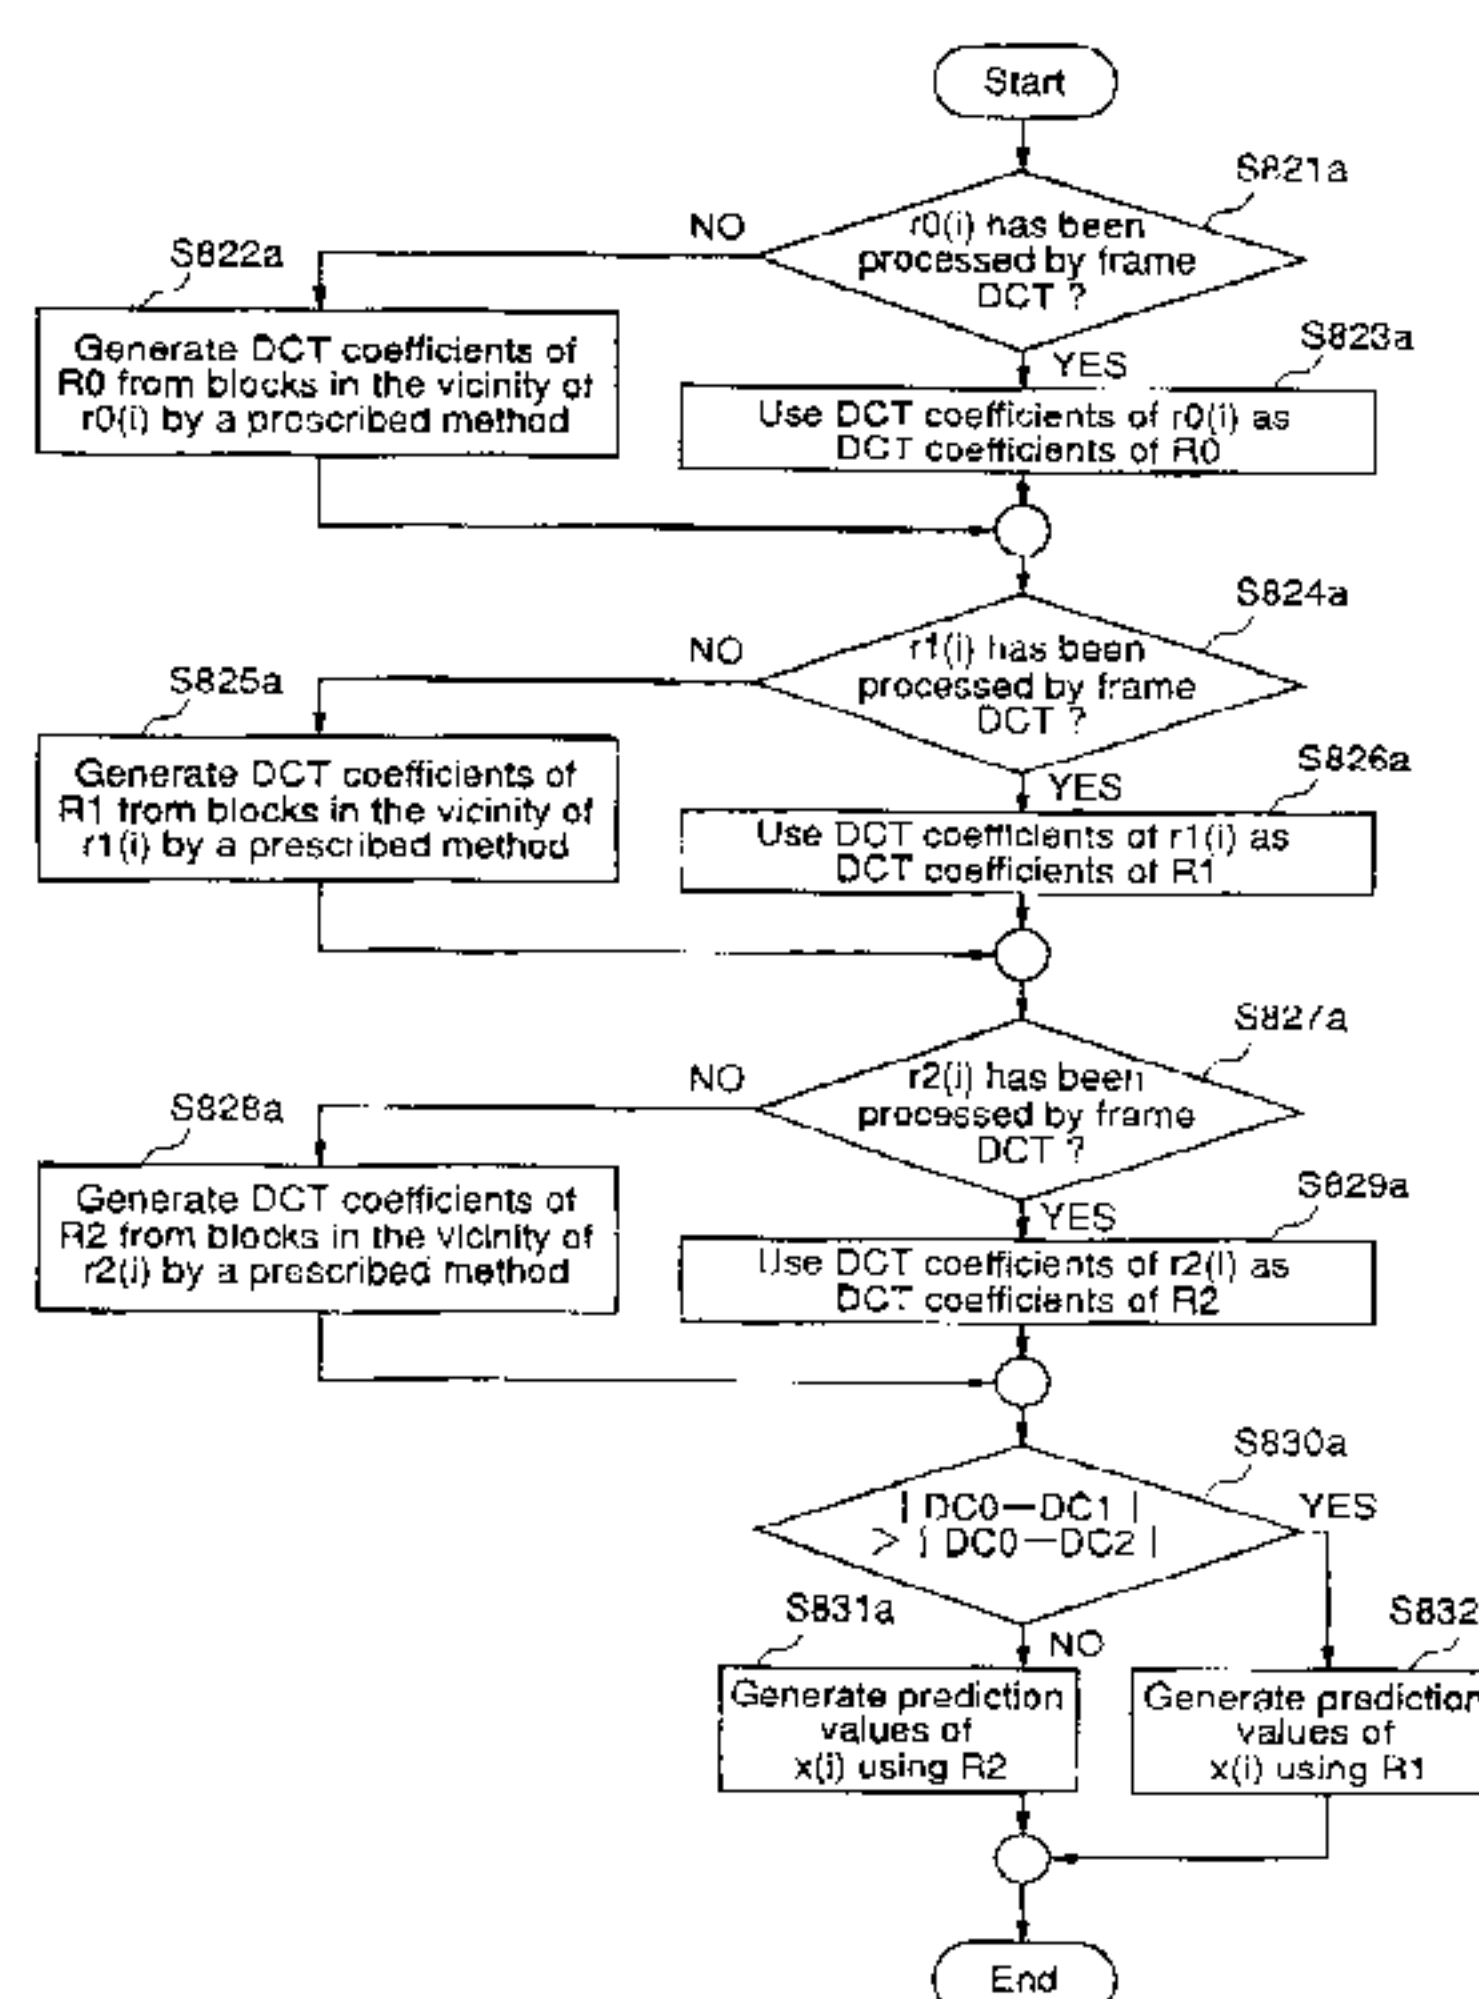 Start
S821a
r0(i) has been
processed by frame
DCT ?
NO
S822a
Generate DCT coefficients of
R0 from blocks in the vicinity of
r0(i) by a prescribed method
YES
S823a
Use DCT coefficients of r0(i) as
DCT coefficients of R0
S824a
r1(i) has been
processed by frame
DCT ?
NO
S825a
Generate DCT coefficients of
R1 from blocks in the vicinity of
r1(i) by a prescribed method
YES
S826a
Use DCT coefficients of r1(i) as
DCT coefficients of R1
S827a
r2(i) has been
processed by frame
DCT ?
NO
S828a
Generate DCT coefficients of
R2 from blocks in the vicinity of
r2(i) by a prescribed method
YES
S829a
Use DCT coefficients of r2(i) as
DCT coefficients of R2
S830a
| DC0—DC1 |
> | DC0—DC2 |
YES
NO
S831a
Generate prediction
values of
x(i) using R2
S832
Generate prediction
values of
x(i) using R1
End